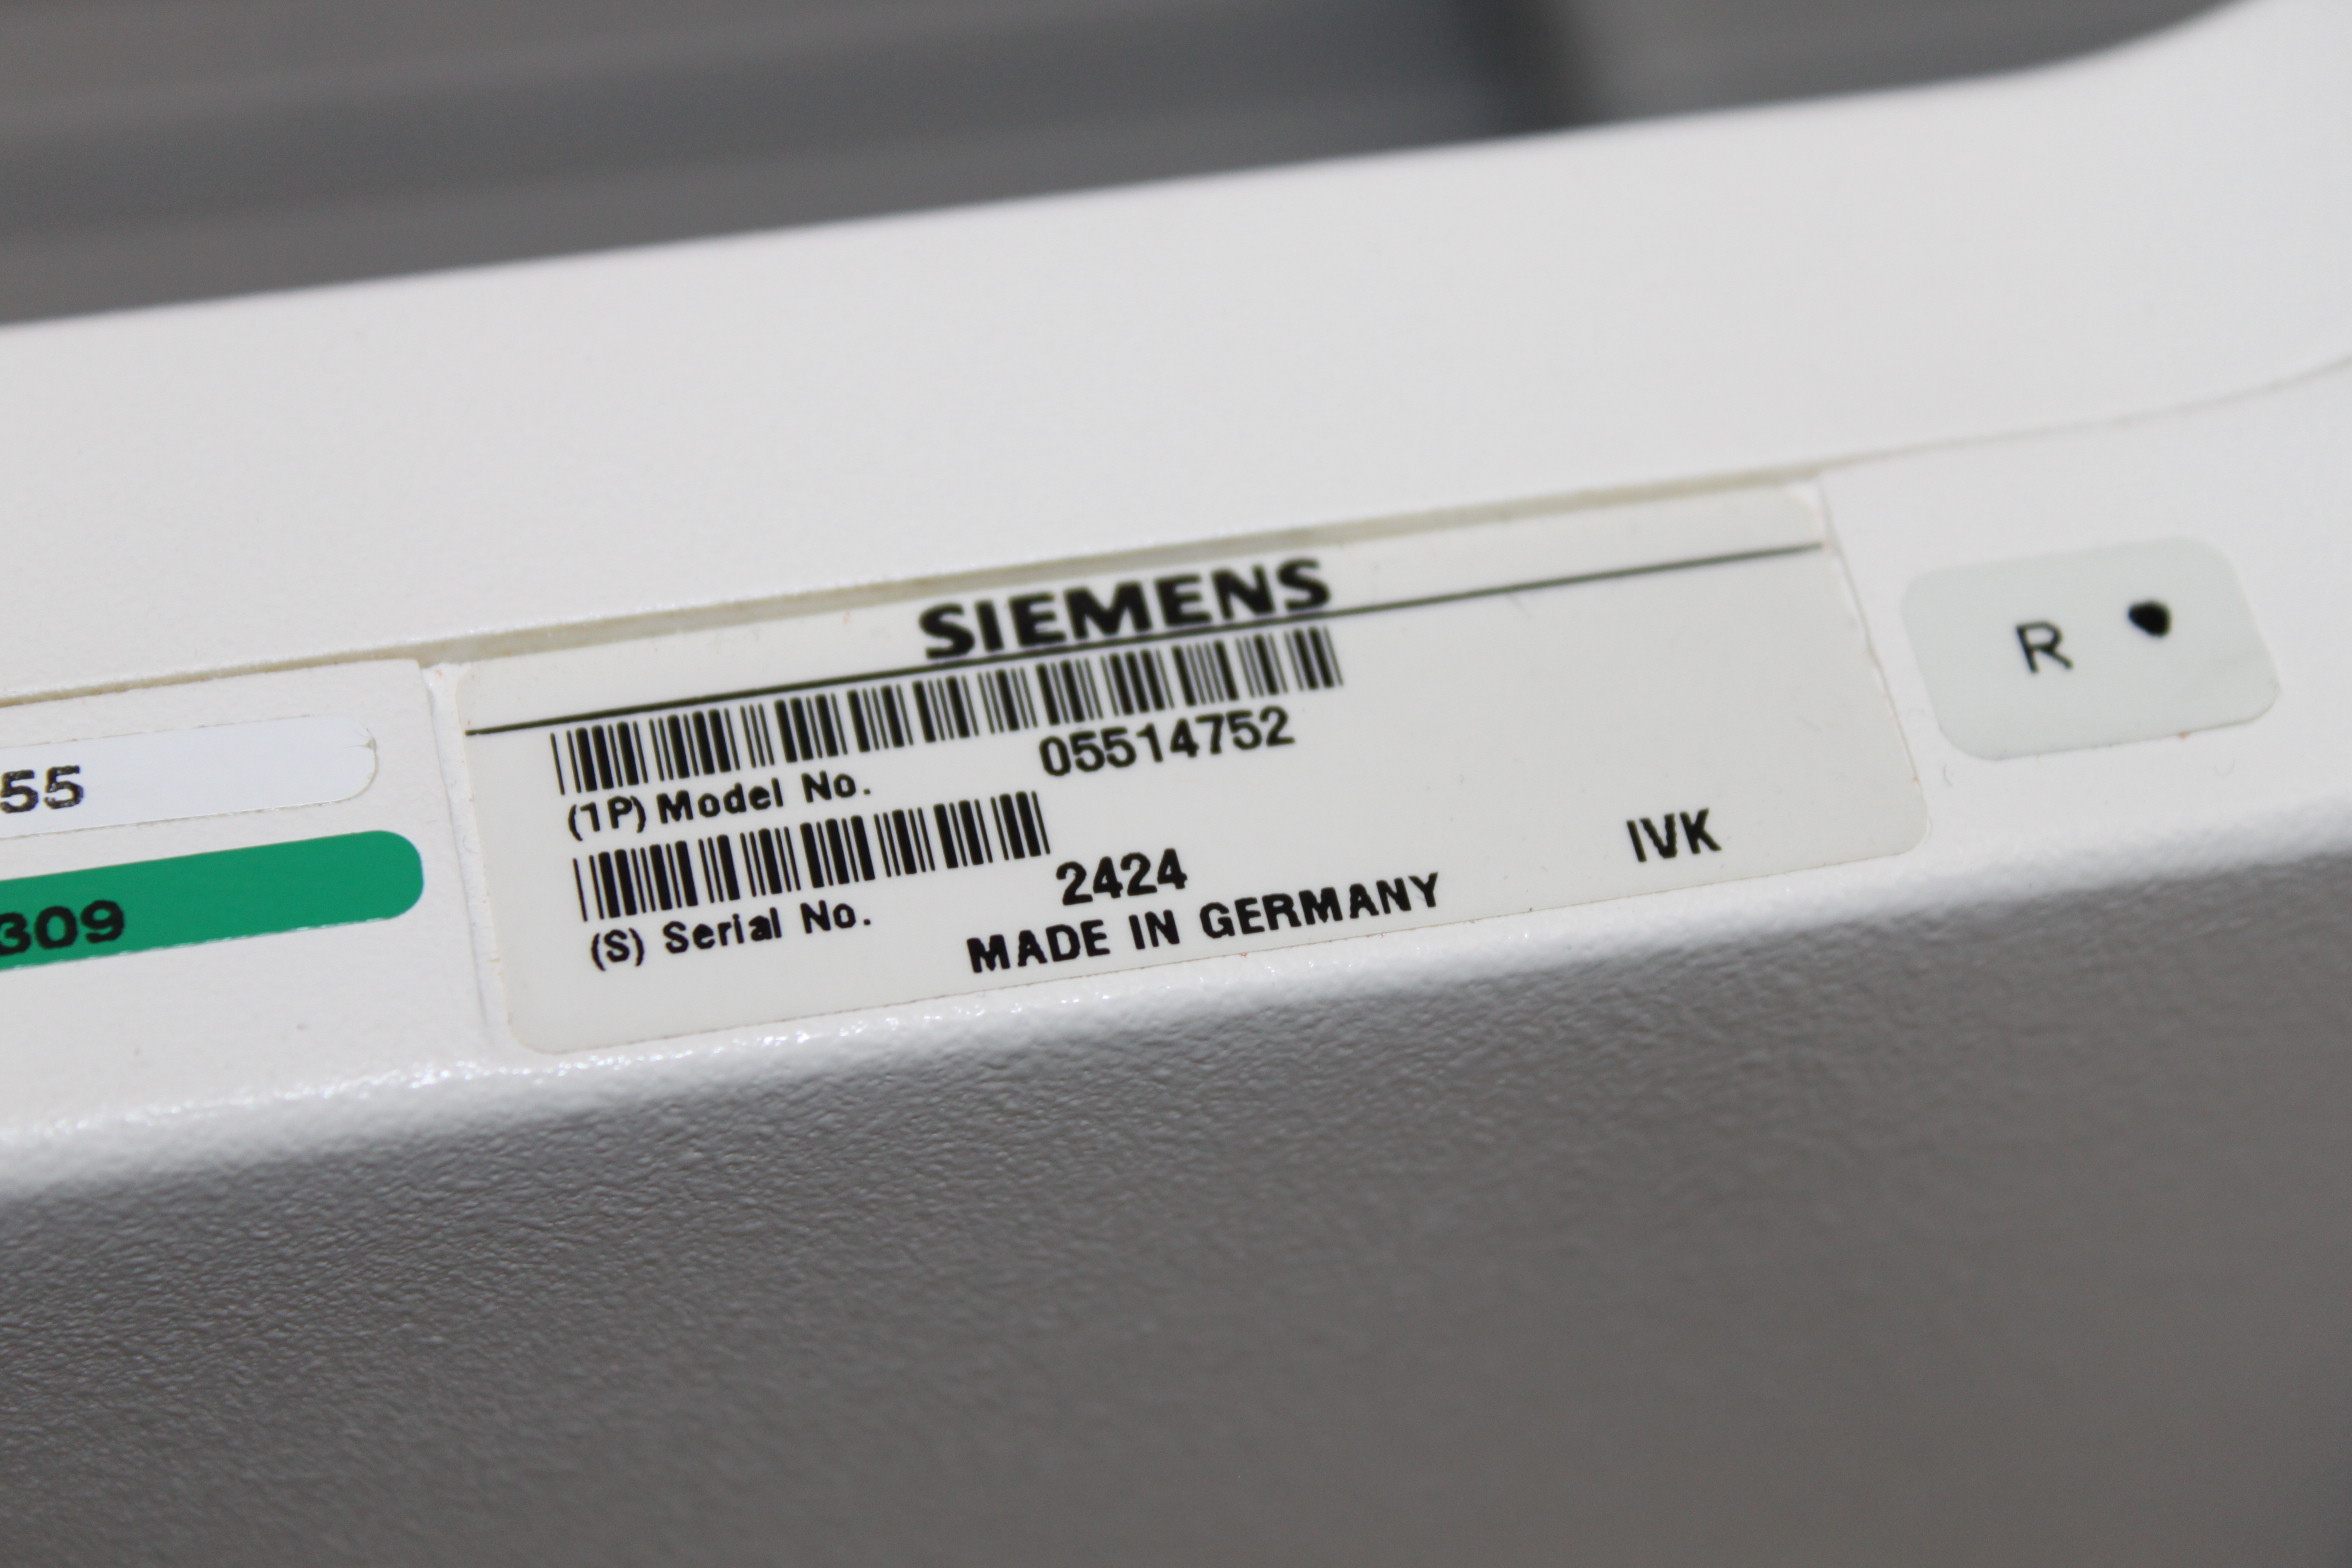 SIEMENS
(1P) Model No. 05514752
(S) Serial No. 2424
MADE IN GERMANY
IVK
R
55
309